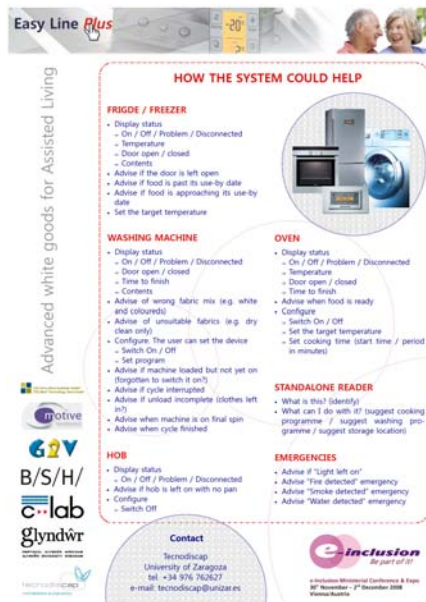 Easy Line Plus
-20°
Advanced white goods for Assisted Living
HOW THE SYSTEM COULD HELP
FRIGDE / FREEZER
• Display status
→ On / Off / Problem / Disconnected
→ Temperature
→ Door open / closed
→ Contents
• Advise if the door is left open
• Advise if food is past its use-by date
• Advise if food is approaching its use-by
date
• Set the target temperature
WASHING MACHINE
• Display status
→ On / Off / Problem / Disconnected
→ Door open / closed
→ Time to finish
→ Contents
• Advise of wrong fabric mix (e.g. white
and coloureds)
• Advise of unsuitable fabrics (e.g. dry
clean only)
• Configure: The user can set the device
→ Switch On / Off
→ Set program
• Advise if machine loaded but not yet on
(forgotten to switch it on?)
• Advise if cycle interrupted
• Advise if unload incomplete (clothes left
in?)
• Advise when machine is on final spin
• Advise when cycle finished
HOB
• Display status
→ On / Off / Problem / Disconnected
• Advise if hob is left on with no pan
• Configure
→ Switch Off
OVEN
• Display status
→ On / Off / Problem / Disconnected
→ Temperature
→ Door open / closed
→ Time to finish
• Advise when food is ready
• Configure
→ Switch On / Off
→ Set the target temperature
→ Set cooking time (start time / period
in minutes)
STANDALONE READER
• What is this? (identify)
• What can I do with it? (suggest cooking
programme / suggest washing pro-
gramme / suggest storage location)
EMERGENCIES
• Advise if "Light left on"
• Advise "Fire detected" emergency
• Advise "Smoke detected" emergency
• Advise "Water detected" emergency
motive
G2V
B/S/H/
c-lab
glyndŵr
tecnodiscap
Contact
Tecnodiscap
University of Zaragoza
tel. +34 976 762627
e-mail: tecnodiscap@unizar.es
e-inclusion
Be part of it!
e-Inclusion Ministerial Conference & Expo
30th November – 2nd December 2008
Vienna/Austria